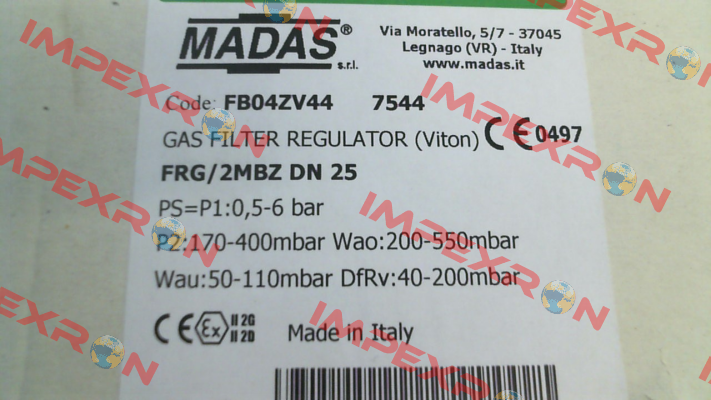 MADAS®
s.r.l.
Via Moratello, 5/7 - 37045
Legnago (VR) - Italy
www.madas.it
Code: FB04ZV44 7544
GAS FILTER REGULATOR (Viton) CE 0497
FRG/2MBZ DN 25
PS=P1:0,5-6 bar
P2:170-400mbar Wao:200-550mbar
Wau:50-110mbar DfRv:40-200mbar
CE Ex II 2G
II 2D
Made in Italy
IMPEXRON
IMPEXRON
IMPEXRON
IMPEXRON
IMPEXRON